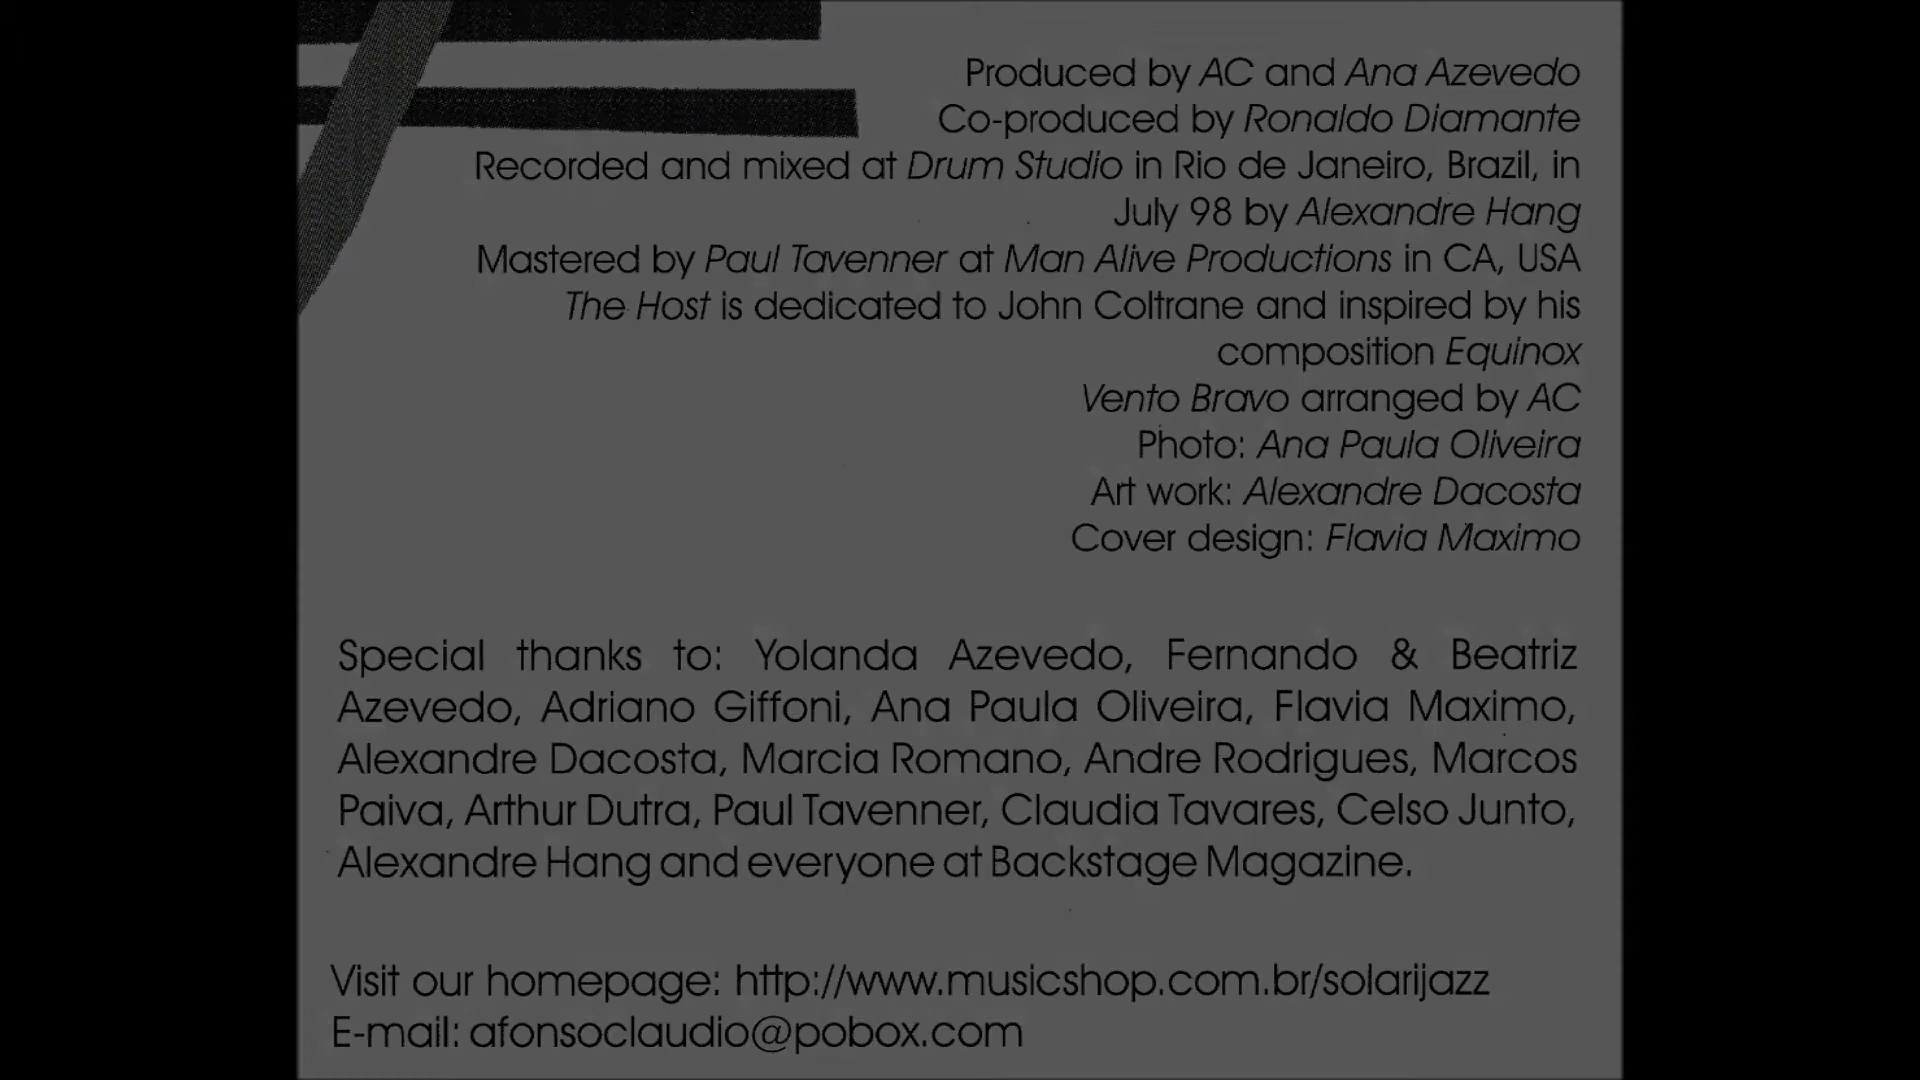 Produced by AC and Ana Azevedo
Co-produced by Ronaldo Diamante
Recorded and mixed at Drum Studio in Rio de Janeiro, Brazil, in
July 98 by Alexandre Hang
Mastered by Paul Tavenner at Man Alive Productions in CA, USA
The Host is dedicated to John Coltrane and inspired by his
composition Equinox
Vento Bravo arranged by AC
Photo: Ana Paula Oliveira
Art work: Alexandre Dacosta
Cover design: Flavia Maximo
Special thanks to: Yolanda Azevedo, Fernando & Beatriz
Azevedo, Adriano Giffoni, Ana Paula Oliveira, Flavia Maximo,
Alexandre Dacosta, Marcia Romano, Andre Rodrigues, Marcos
Paiva, Arthur Dutra, Paul Tavenner, Claudia Tavares, Celso Junto,
Alexandre Hang and everyone at Backstage Magazine.
Visit our homepage: http://www.musicshop.com.br/solarijazz
E-mail: afonsoclaudio@pobox.com